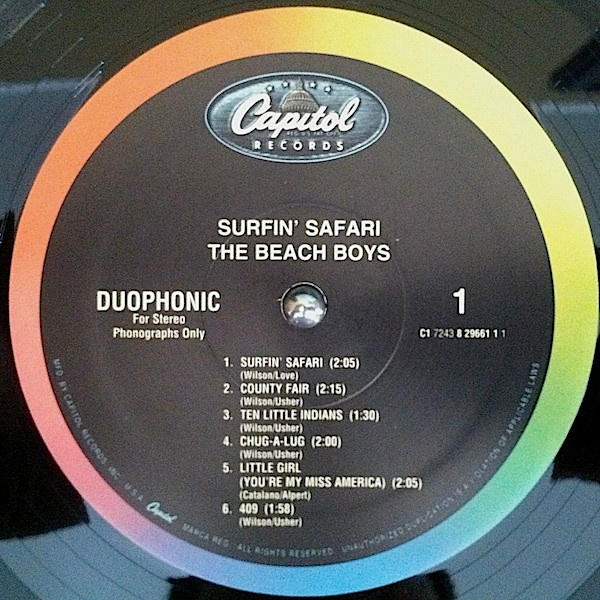 Capitol
REG. U.S. PAT. OFF.
RECORDS
SURFIN' SAFARI
THE BEACH BOYS
DUOPHONIC
For Stereo
Phonographs Only
1
C1 7243 8 29661 1 1
1. SURFIN' SAFARI (2:05)
(Wilson/Love)
2. COUNTY FAIR (2:15)
(Wilson/Usher)
3. TEN LITTLE INDIANS (1:30)
(Wilson/Usher)
4. CHUG-A-LUG (2:00)
(Wilson/Usher)
5. LITTLE GIRL
(YOU'RE MY MISS AMERICA) (2:05)
(Catalano/Alpert)
6. 409 (1:58)
(Wilson/Usher)
MFD. BY CAPITOL RECORDS, INC. U.S.A. Capitol MARCA REG. ALL RIGHTS RESERVED. UNAUTHORIZED DUPLICATION IS A VIOLATION OF APPLICABLE LAWS